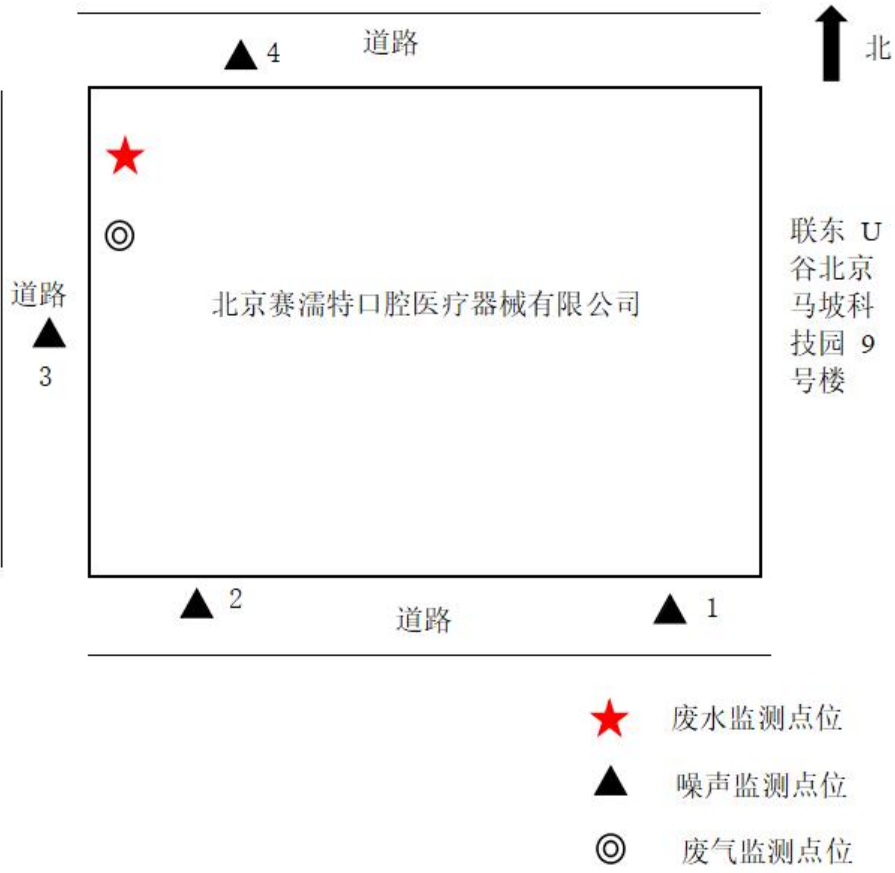 4
道路
北
联东 U
谷北京
马坡科
技园 9
号楼
道路
北京赛濡特口腔医疗器械有限公司
3
2
道路
1
废水监测点位
噪声监测点位
废气监测点位